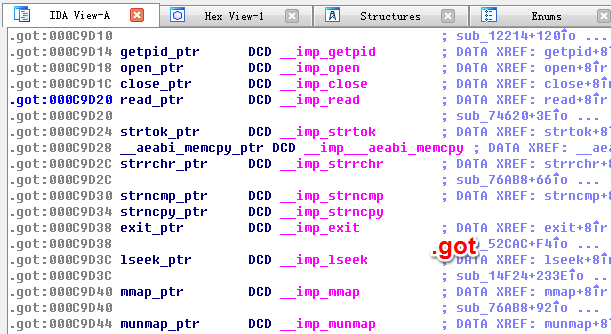 IDA View-A Hex View-1 Structures Enums
.got:000C9D10 ; sub_12214+120↑o ...
.got:000C9D14 getpid_ptr DCD __imp_getpid ; DATA XREF: getpid+8↑r
.got:000C9D18 open_ptr DCD __imp_open ; DATA XREF: open+8↑r
.got:000C9D1C close_ptr DCD __imp_close ; DATA XREF: close+8↑r
.got:000C9D20 read_ptr DCD __imp_read ; DATA XREF: read+8↑r
.got:000C9D20 ; sub_74620+3E↑o ...
.got:000C9D24 strtok_ptr DCD __imp_strtok ; DATA XREF: strtok+8↑
.got:000C9D28 __aeabi_memcpy_ptr DCD __imp___aeabi_memcpy ; DATA XREF: __a
.got:000C9D2C strrchr_ptr DCD __imp_strrchr ; DATA XREF: strrchr+8
.got:000C9D2C ; sub_76AB8+66↑o ...
.got:000C9D30 strncmp_ptr DCD __imp_strncmp ; DATA XREF: strncmp+8
.got:000C9D34 strncpy_ptr DCD __imp_strncpy
.got:000C9D38 exit_ptr DCD __imp_exit ; DATA XREF: exit+8↑r
.got:000C9D38 .got _52CAC+F4↑o ...
.got:000C9D3C lseek_ptr DCD __imp_lseek ; DATA XREF: lseek+8↑r
.got:000C9D3C ; sub_14F24+233E↑o
.got:000C9D40 mmap_ptr DCD __imp_mmap ; DATA XREF: mmap+8↑r
.got:000C9D40 ; sub_76AB8+92↑o ...
.got:000C9D44 munmap_ptr DCD __imp_munmap ; DATA XREF: munmap+8↑